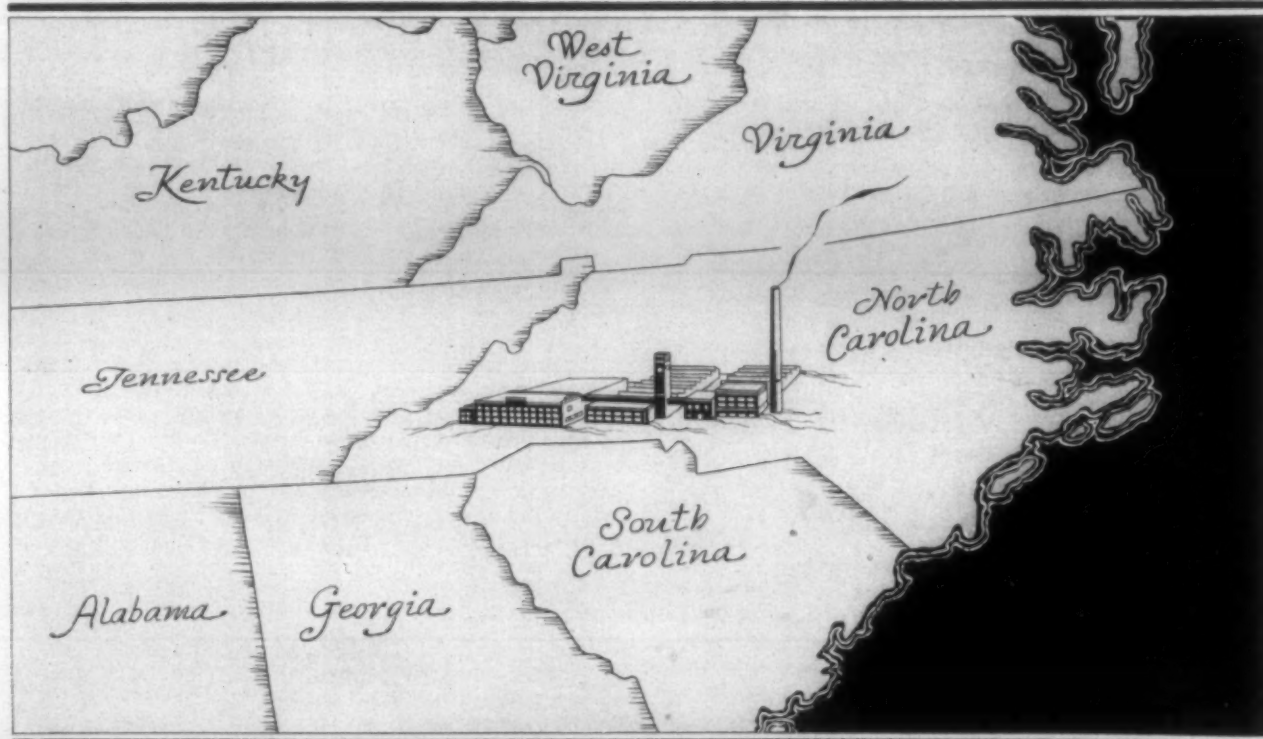 West
Virginia
Virginia
Kentucky
North
Carolina
Tennessee
South
Carolina
Alabama
Georgia